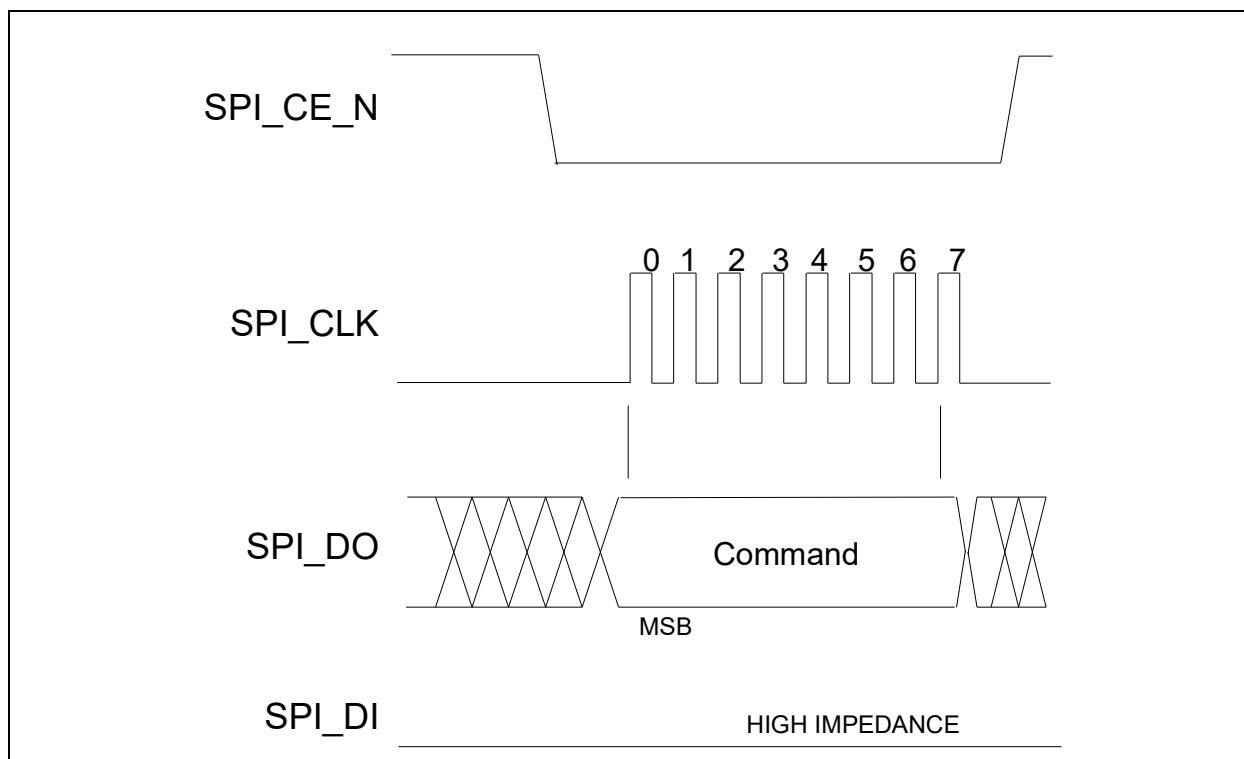 SPI_CE_N
0 1 2 3 4 5 6 7
SPI_CLK
SPI_DO
Command
MSB
SPI_DI
HIGH IMPEDANCE